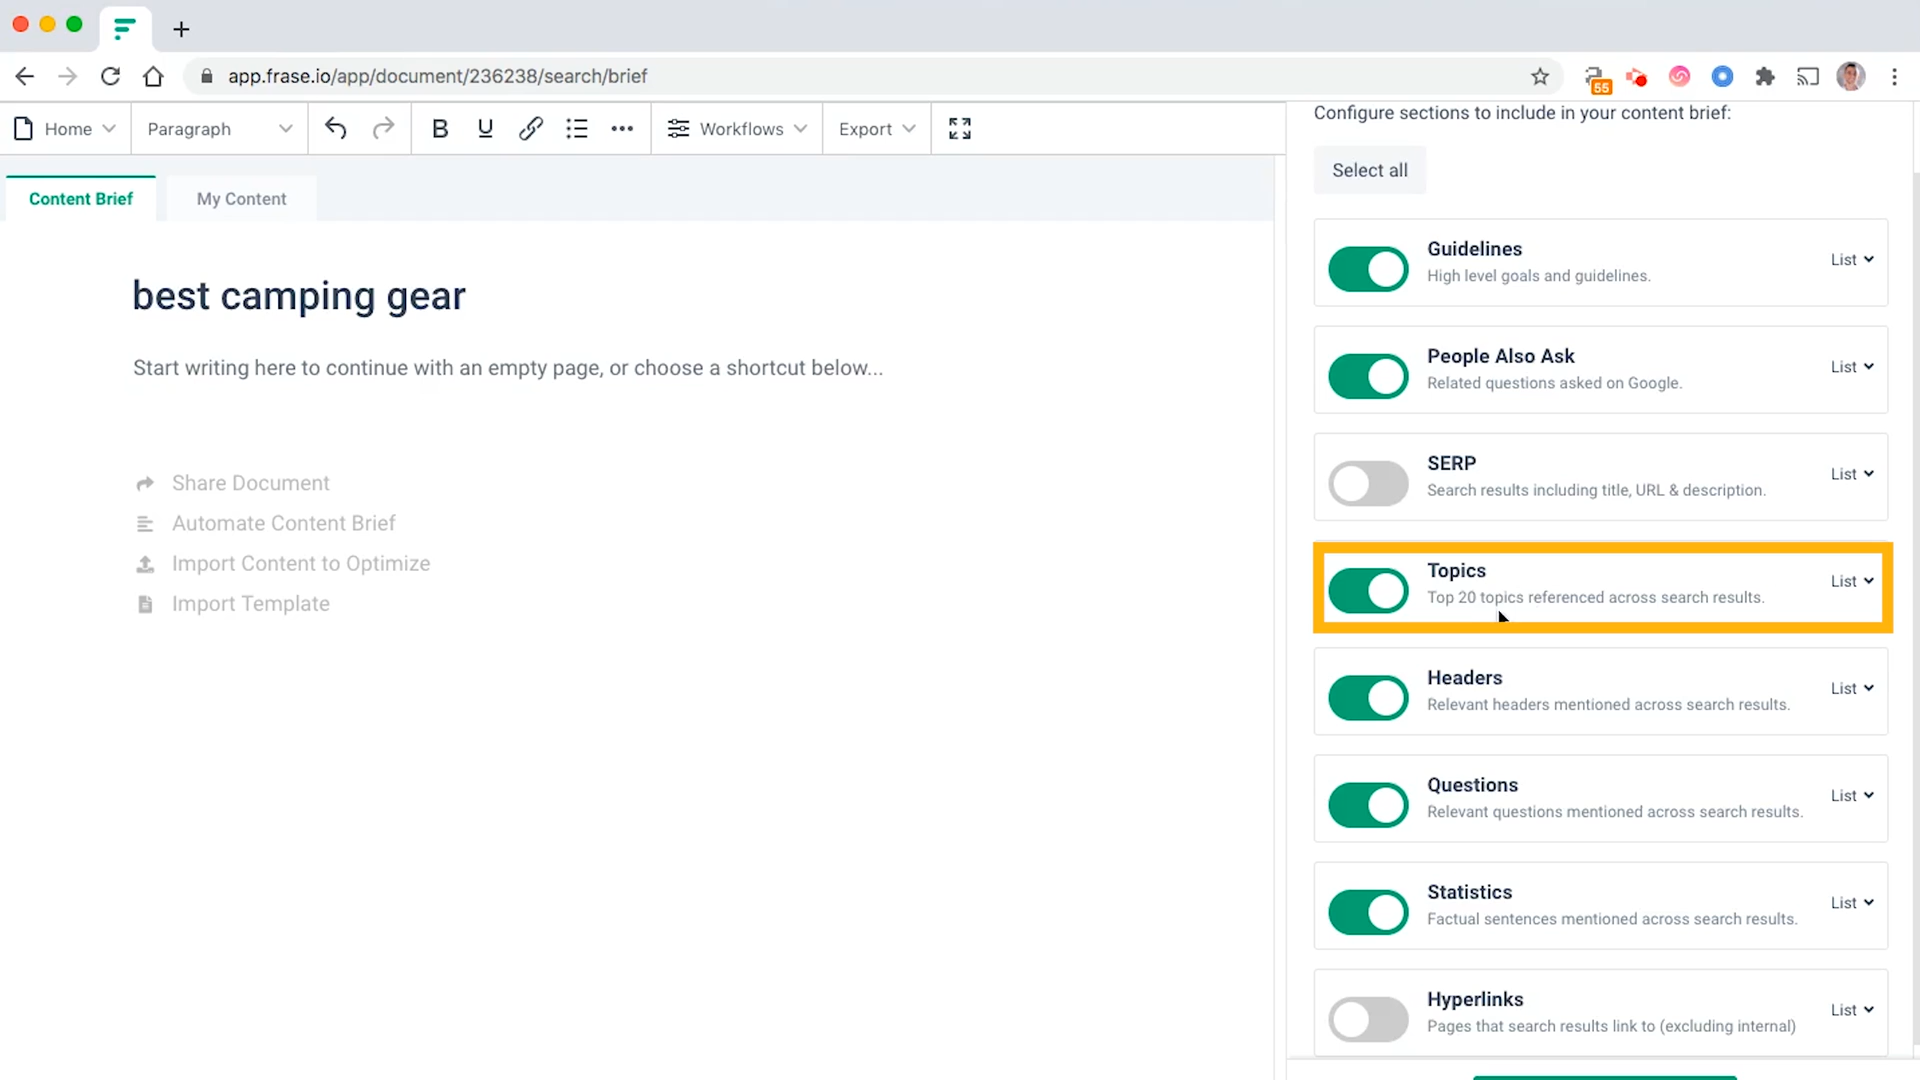 app.frase.io/app/document/236238/search/brief
55
Home
Paragraph
B
U
Workflows
Export
Content Brief
My Content
best camping gear
Start writing here to continue with an empty page, or choose a shortcut below...
Share Document
Automate Content Brief
Import Content to Optimize
Import Template
Configure sections to include in your content brief:
Select all
Guidelines
High level goals and guidelines.
List
People Also Ask
Related questions asked on Google.
List
SERP
Search results including title, URL & description.
List
Topics
Top 20 topics referenced across search results.
List
Headers
Relevant headers mentioned across search results.
List
Questions
Relevant questions mentioned across search results.
List
Statistics
Factual sentences mentioned across search results.
List
Hyperlinks
Pages that search results link to (excluding internal)
List